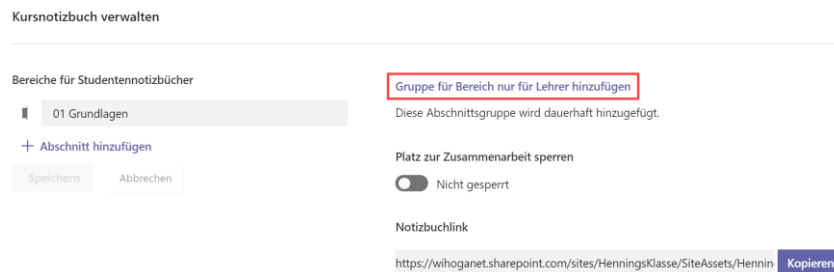 Kursnotizbuch verwalten
Bereiche für Studentennotizbücher
01 Grundlagen
+ Abschnitt hinzufügen
Speichern
Abbrechen
Gruppe für Bereich nur für Lehrer hinzufügen
Diese Abschnittsgruppe wird dauerhaft hinzugefügt.
Platz zur Zusammenarbeit sperren
Nicht gesperrt
Notizbuchlink
https://wihoganet.sharepoint.com/sites/HenningsKlasse/SiteAssets/Hennin
Kopieren